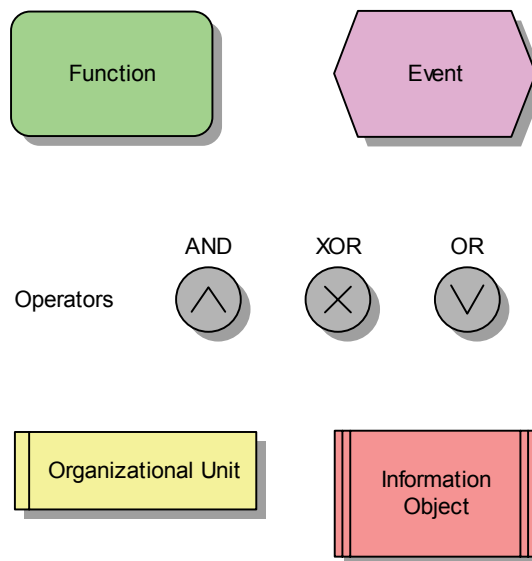 Function
Event
AND
XOR
OR
Operators
Organizational Unit
Information
Object